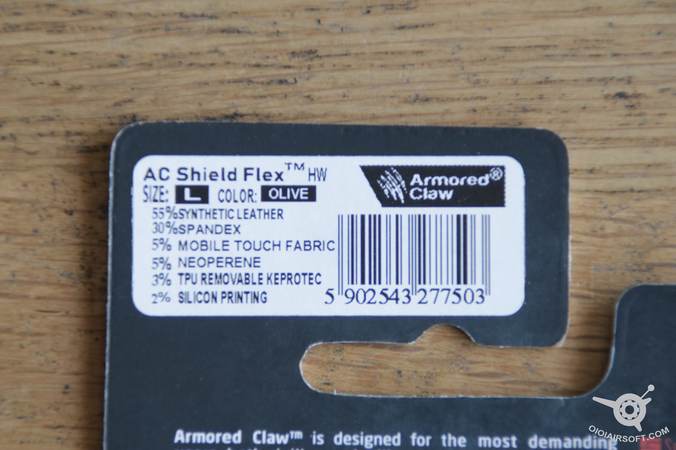 AC Shield Flex™ HW
SIZE: L COLOR: OLIVE
55% SYNTHETIC LEATHER
30% SPANDEX
5% MOBILE TOUCH FABRIC
5% NEOPERENE
3% TPU REMOVABLE KEPROTEC
2% SILICON PRINTING
Armored®
Claw
5 902543 277503
Armored Claw™ is designed for the most demanding
OIOIAIRSOFT.COM